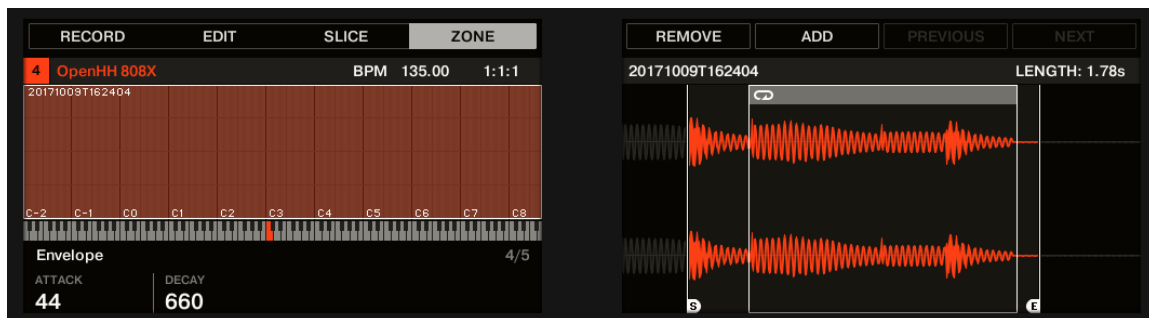 RECORD EDIT SLICE ZONE
4 OpenHH 808X BPM 135.00 1:1:1
20171009T162404
C-2 C-1 C0 C1 C2 C3 C4 C5 C6 C7 C8
Envelope 4/5
ATTACK DECAY
44 660
REMOVE ADD PREVIOUS NEXT
20171009T162404 LENGTH: 1.78s
S E